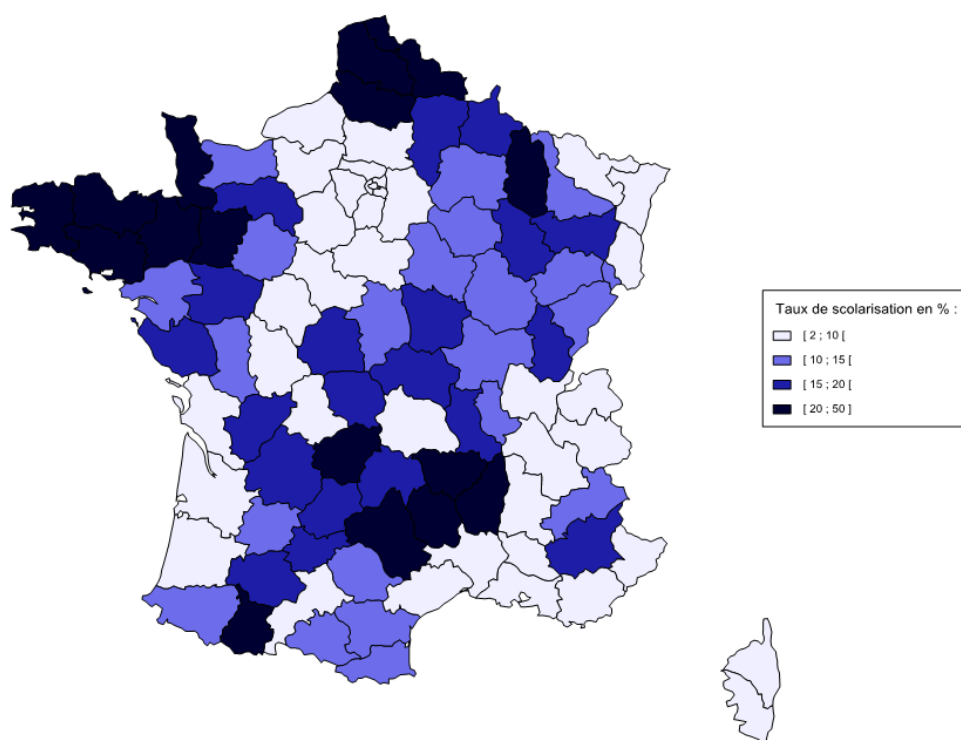 Taux de scolarisation en % :
[ 2 ; 10 [
[ 10 ; 15 [
[ 15 ; 20 [
[ 20 ; 50 ]